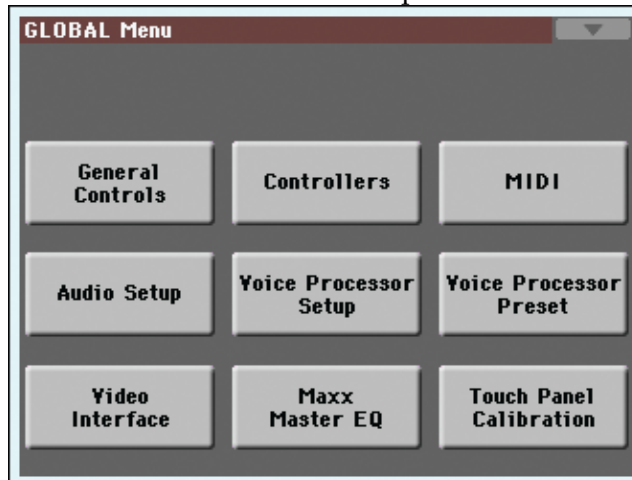 GLOBAL Menu
General
Controls
Controllers
MIDI
Audio Setup
Voice Processor
Setup
Voice Processor
Preset
Video
Interface
Maxx
Master EQ
Touch Panel
Calibration